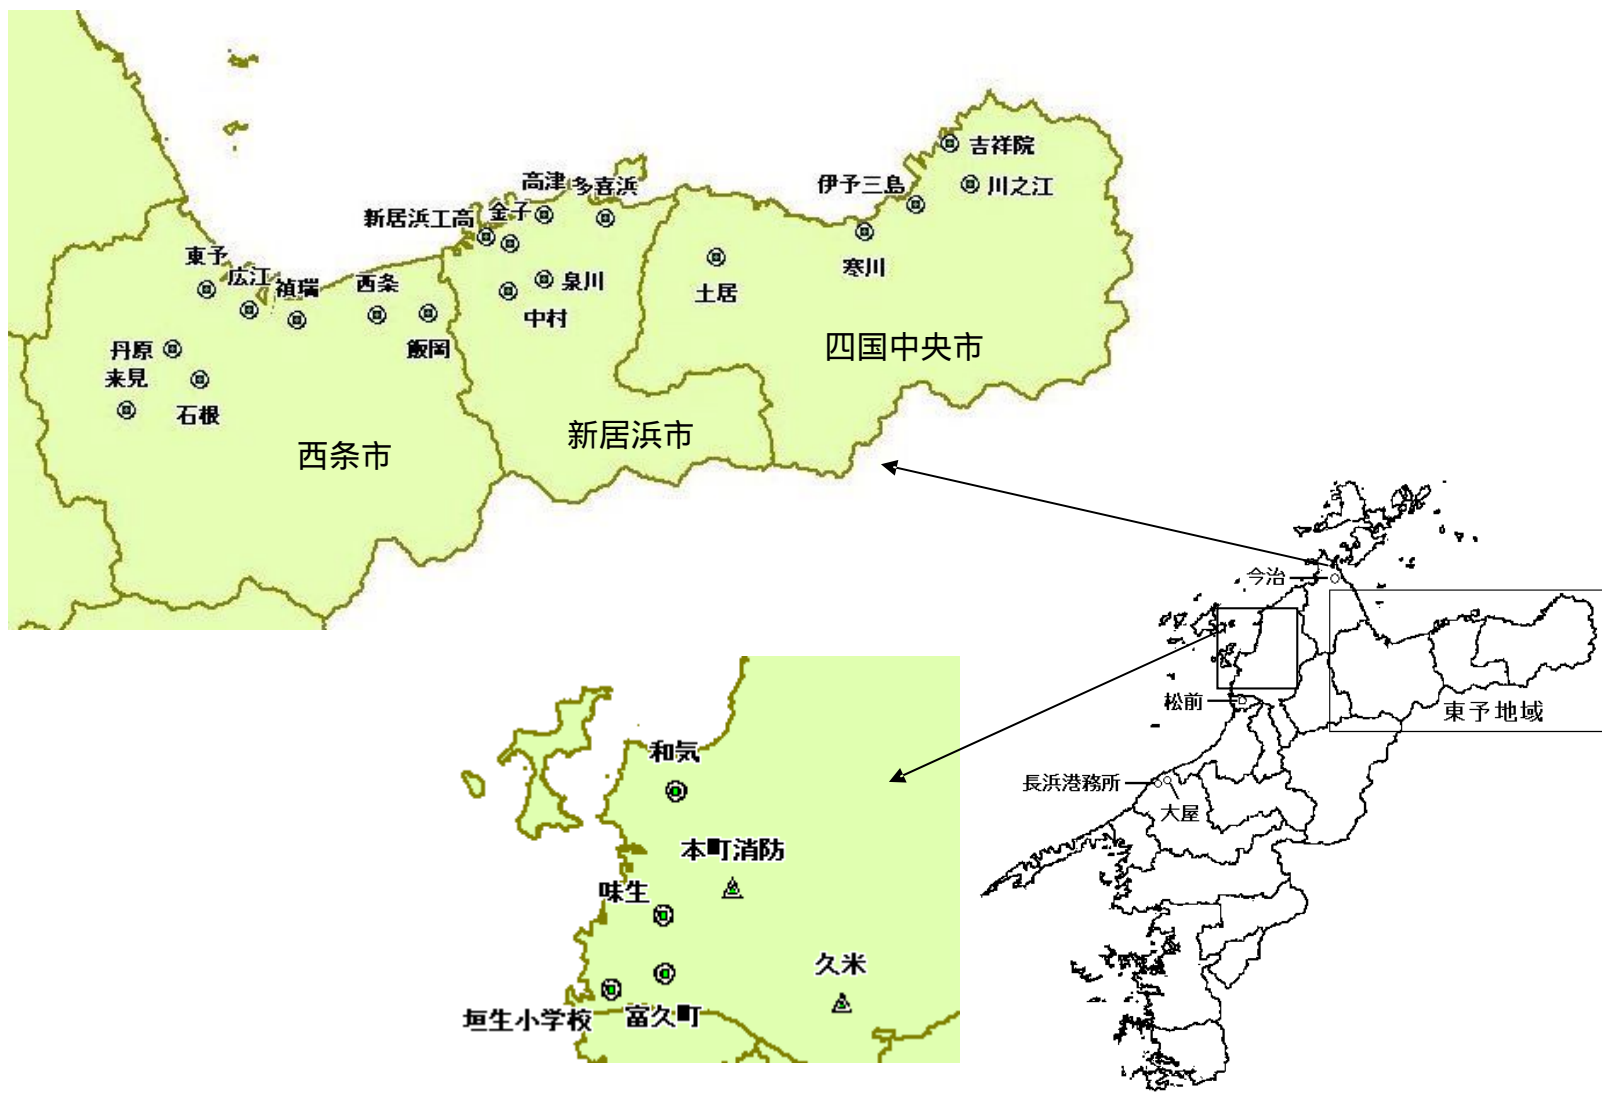 吉祥院
川之江
伊予三島
寒川
土居
四国中央市
高津
多喜浜
新居浜工高
金子
泉川
中村
新居浜市
東予
広江
禎瑞
西条
飯岡
丹原
来見
石根
西条市
今治
松前
東予地域
長浜港務所
大屋
和気
本町消防
味生
久米
垣生小学校
富久町